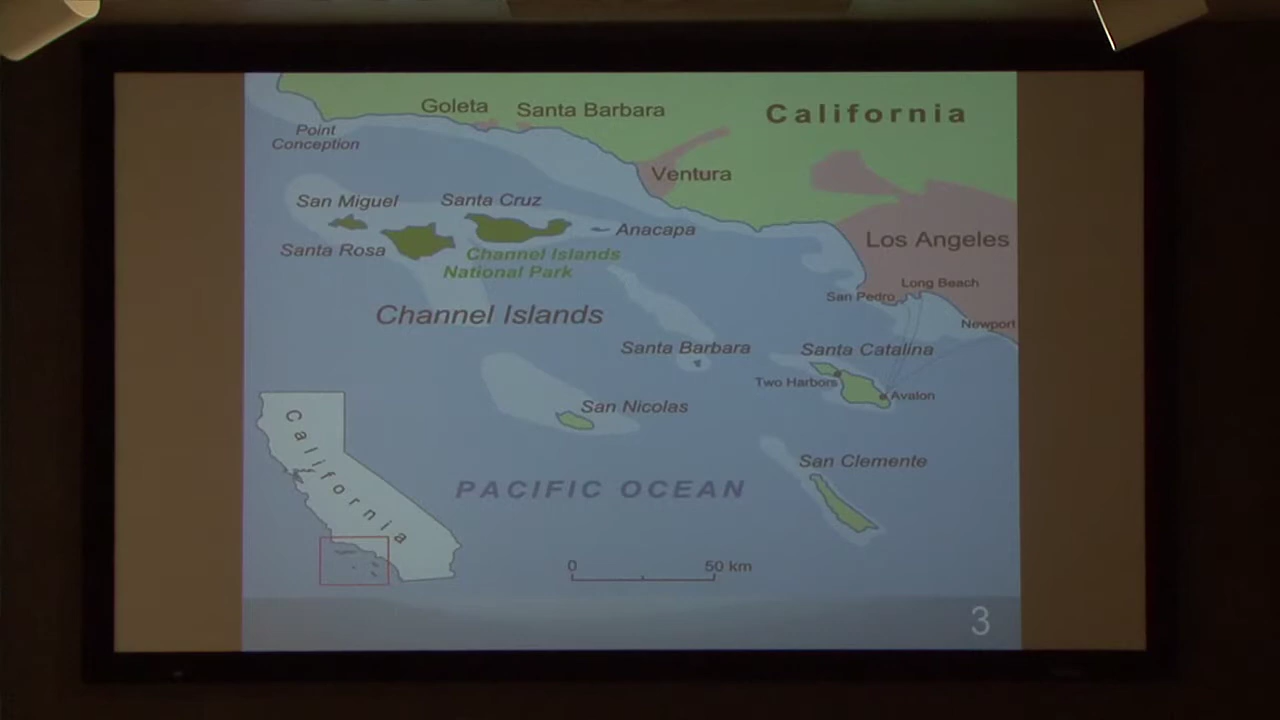 Goleta
Santa Barbara
California
Point
Conception
Ventura
San Miguel
Santa Cruz
Anacapa
Santa Rosa
Channel Islands
National Park
Los Angeles
Long Beach
San Pedro
Newport
Channel Islands
Santa Barbara
Santa Catalina
Two Harbors
Avalon
San Nicolas
California
San Clemente
PACIFIC OCEAN
0
50 km
3